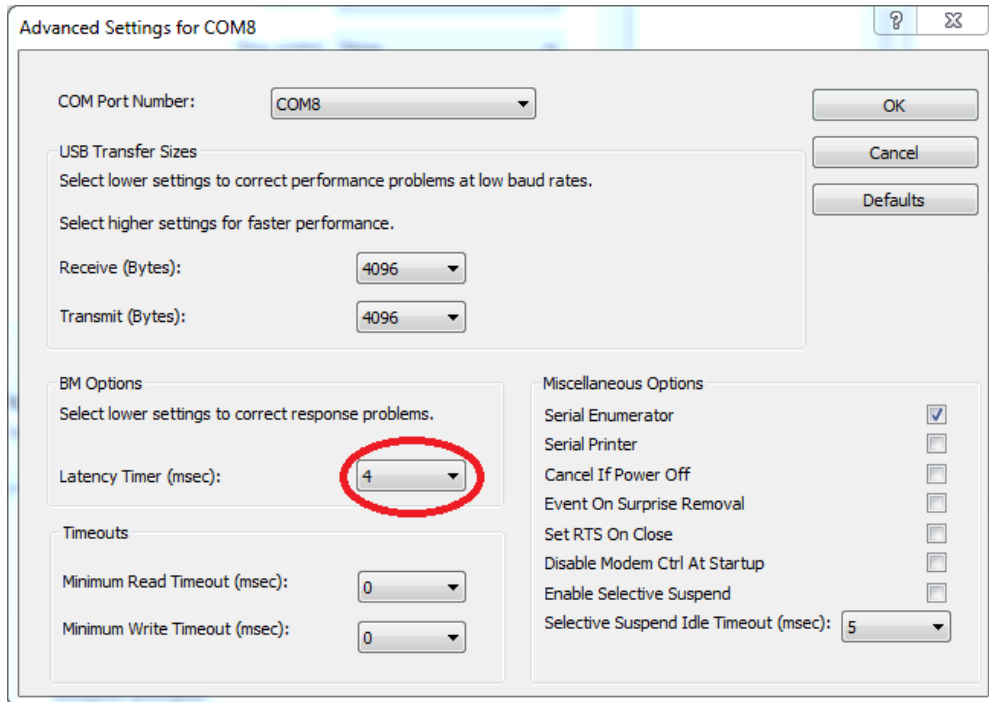 Advanced Settings for COM8
COM Port Number: COM8
OK
USB Transfer Sizes
Cancel
Select lower settings to correct performance problems at low baud rates.
Defaults
Select higher settings for faster performance.
Receive (Bytes): 4096
Transmit (Bytes): 4096
BM Options
Select lower settings to correct response problems.
Latency Timer (msec): 4
Timeouts
Minimum Read Timeout (msec): 0
Minimum Write Timeout (msec): 0
Miscellaneous Options
Serial Enumerator
Serial Printer
Cancel If Power Off
Event On Surprise Removal
Set RTS On Close
Disable Modem Ctrl At Startup
Enable Selective Suspend
Selective Suspend Idle Timeout (msec): 5